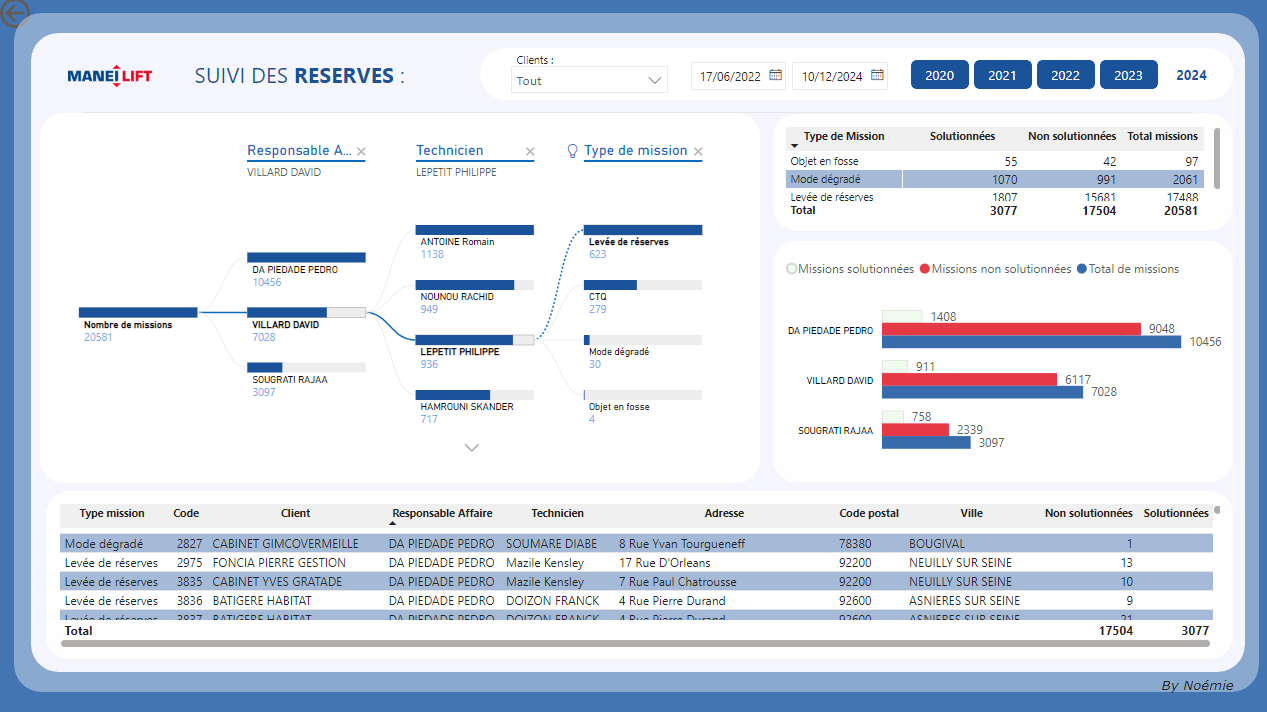 MANEI LIFT
SUIVI DES RESERVES :
Clients :
Tout
17/06/2022 10/12/2024
2020 2021 2022 2023 2024
Responsable A... Technicien Type de mission
VILLARD DAVID LEPETIT PHILIPPE
Nombre de missions
20581
DA PIEDADE PEDRO
10456
VILLARD DAVID
7028
SOUGRATI RAJAA
3097
ANTOINE Romain
1138
NOUNOU RACHID
949
LEPETIT PHILIPPE
936
HAMROUNI SKANDER
717
Levée de réserves
623
CTQ
279
Mode dégradé
30
Objet en fosse
4
Type de Mission Solutionnées Non solutionnées Total missions
Objet en fosse 55 42 97
Mode dégradé 1070 991 2061
Levée de réserves 1807 15681 17488
Total 3077 17504 20581
Missions solutionnées Missions non solutionnées Total de missions
DA PIEDADE PEDRO 1408 9048 10456
VILLARD DAVID 911 6117 7028
SOUGRATI RAJAA 758 2339 3097
Type mission Code Client Responsable Affaire Technicien Adresse Code postal Ville Non solutionnées Solutionnées
Mode dégradé 2827 CABINET GIMCOVERMEILLE DA PIEDADE PEDRO SOUMARE DIABE 8 Rue Yvan Tourgueneff 78380 BOUGIVAL 1
Levée de réserves 2975 FONCIA PIERRE GESTION DA PIEDADE PEDRO Mazile Kensley 17 Rue D'Orleans 92200 NEUILLY SUR SEINE 13
Levée de réserves 3835 CABINET YVES GRATADE DA PIEDADE PEDRO Mazile Kensley 7 Rue Paul Chatrousse 92200 NEUILLY SUR SEINE 10
Levée de réserves 3836 BATIGERE HABITAT DA PIEDADE PEDRO DOIZON FRANCK 4 Rue Pierre Durand 92600 ASNIERES SUR SEINE 9
Levée de réserves 3837 BATIGERE HABITAT DA PIEDADE PEDRO DOIZON FRANCK 4 Rue Pierre Durand 92600 ASNIERES SUR SEINE 21
Total 17504 3077
By Noémie